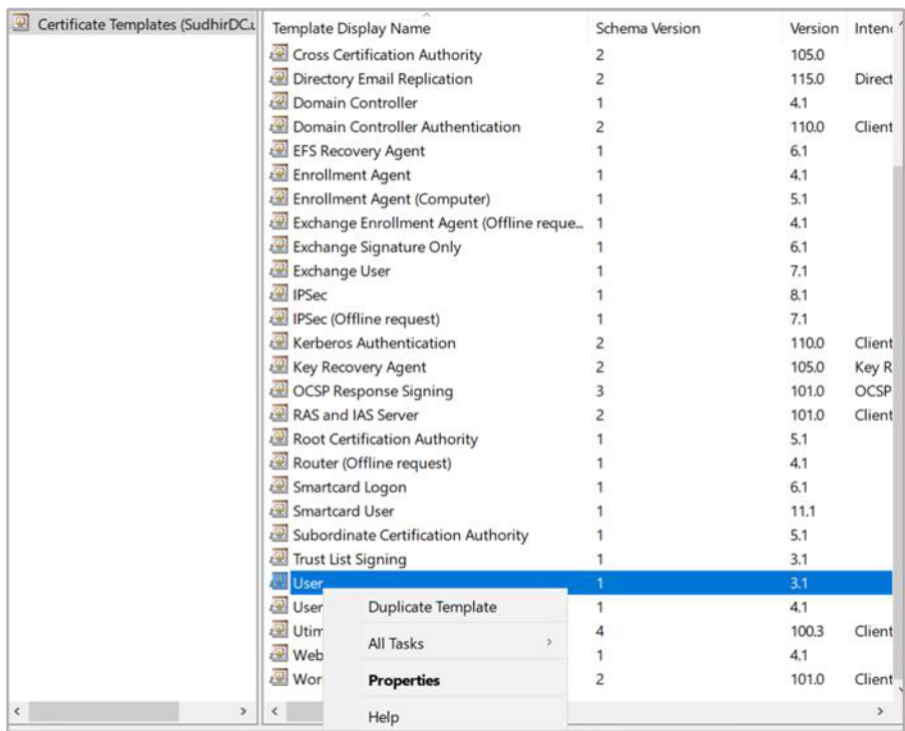 Certificate Templates (SudhirDC.u
Template Display Name Schema Version Version Intend
Cross Certification Authority 2 105.0
Directory Email Replication 2 115.0 Direct
Domain Controller 1 4.1
Domain Controller Authentication 2 110.0 Client
EFS Recovery Agent 1 6.1
Enrollment Agent 1 4.1
Enrollment Agent (Computer) 1 5.1
Exchange Enrollment Agent (Offline reque... 1 4.1
Exchange Signature Only 1 6.1
Exchange User 1 7.1
IPSec 1 8.1
IPSec (Offline request) 1 7.1
Kerberos Authentication 2 110.0 Client
Key Recovery Agent 2 105.0 Key R
OCSP Response Signing 3 101.0 OCSP
RAS and IAS Server 2 101.0 Client
Root Certification Authority 1 5.1
Router (Offline request) 1 4.1
Smartcard Logon 1 6.1
Smartcard User 1 11.1
Subordinate Certification Authority 1 5.1
Trust List Signing 1 3.1
User 1 3.1
User 1 4.1
Utim 4 100.3 Client
Web 1 4.1
Wor 2 101.0 Client
Duplicate Template
All Tasks
Properties
Help